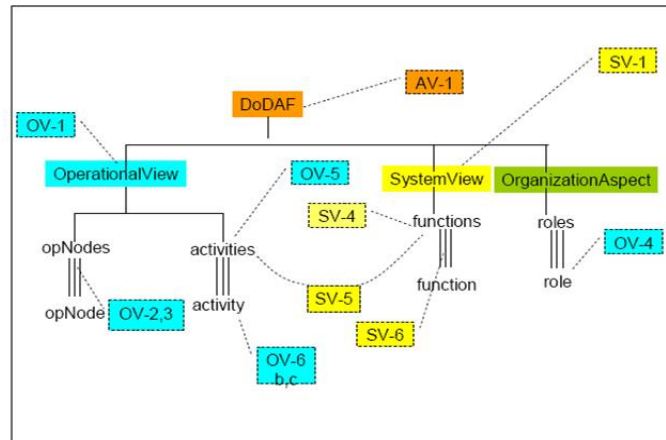 SV-1
AV-1
DoDAF
OV-1
OperationalView
OV-5
SystemView
OrganizationAspect
SV-4
functions
roles
opNodes
activities
OV-4
SV-5
function
role
opNode
OV-2,3
activity
SV-6
OV-6
b,c